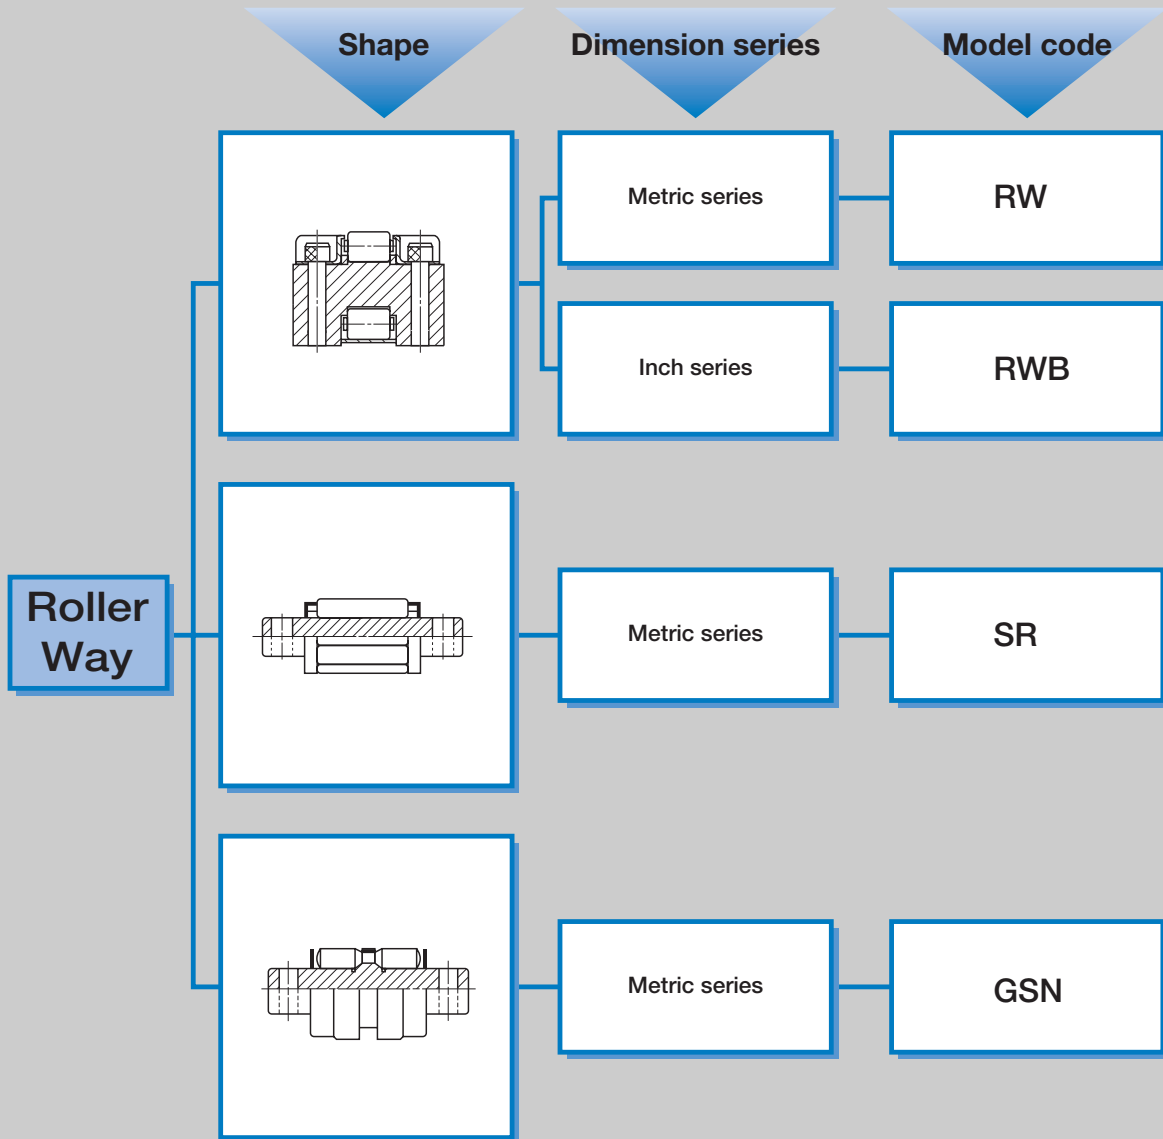 Shape
Dimension series
Model code
Metric series
RW
Inch series
RWB
Roller
Way
Metric series
SR
Metric series
GSN